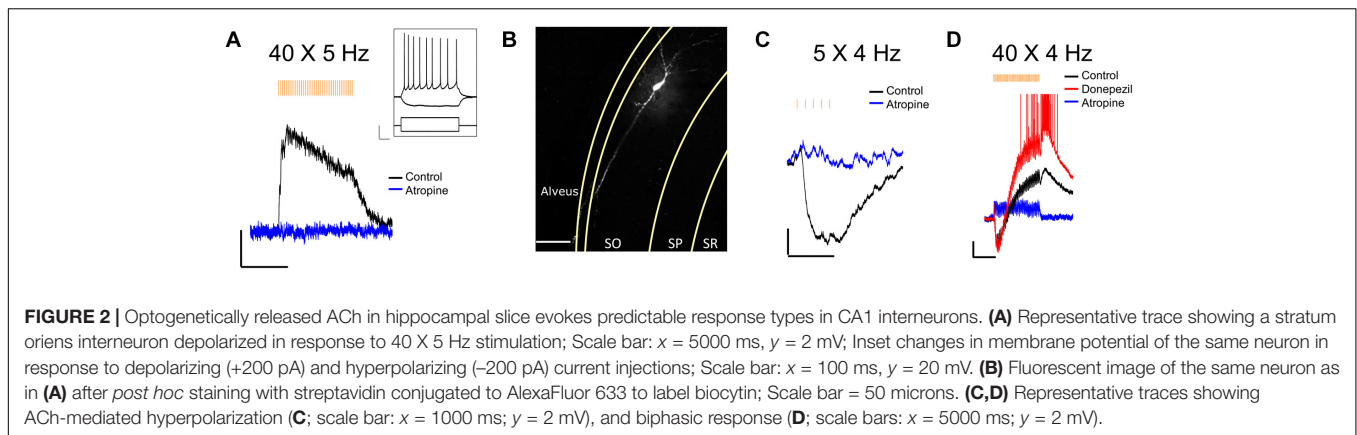 A
40 X 5 Hz
Control
Atropine
B
Alveus
SO
SP
SR
C
5 X 4 Hz
Control
Atropine
D
40 X 4 Hz
Control
Donepezil
Atropine
FIGURE 2 | Optogenetically released ACh in hippocampal slice evokes predictable response types in CA1 interneurons. (A) Representative trace showing a stratum
oriens interneuron depolarized in response to 40 X 5 Hz stimulation; Scale bar: x = 5000 ms, y = 2 mV; Inset changes in membrane potential of the same neuron in
response to depolarizing (+200 pA) and hyperpolarizing (–200 pA) current injections; Scale bar: x = 100 ms, y = 20 mV. (B) Fluorescent image of the same neuron as
in (A) after post hoc staining with streptavidin conjugated to AlexaFluor 633 to label biocytin; Scale bar = 50 microns. (C,D) Representative traces showing
ACh-mediated hyperpolarization (C; scale bar: x = 1000 ms; y = 2 mV), and biphasic response (D; scale bars: x = 5000 ms; y = 2 mV).